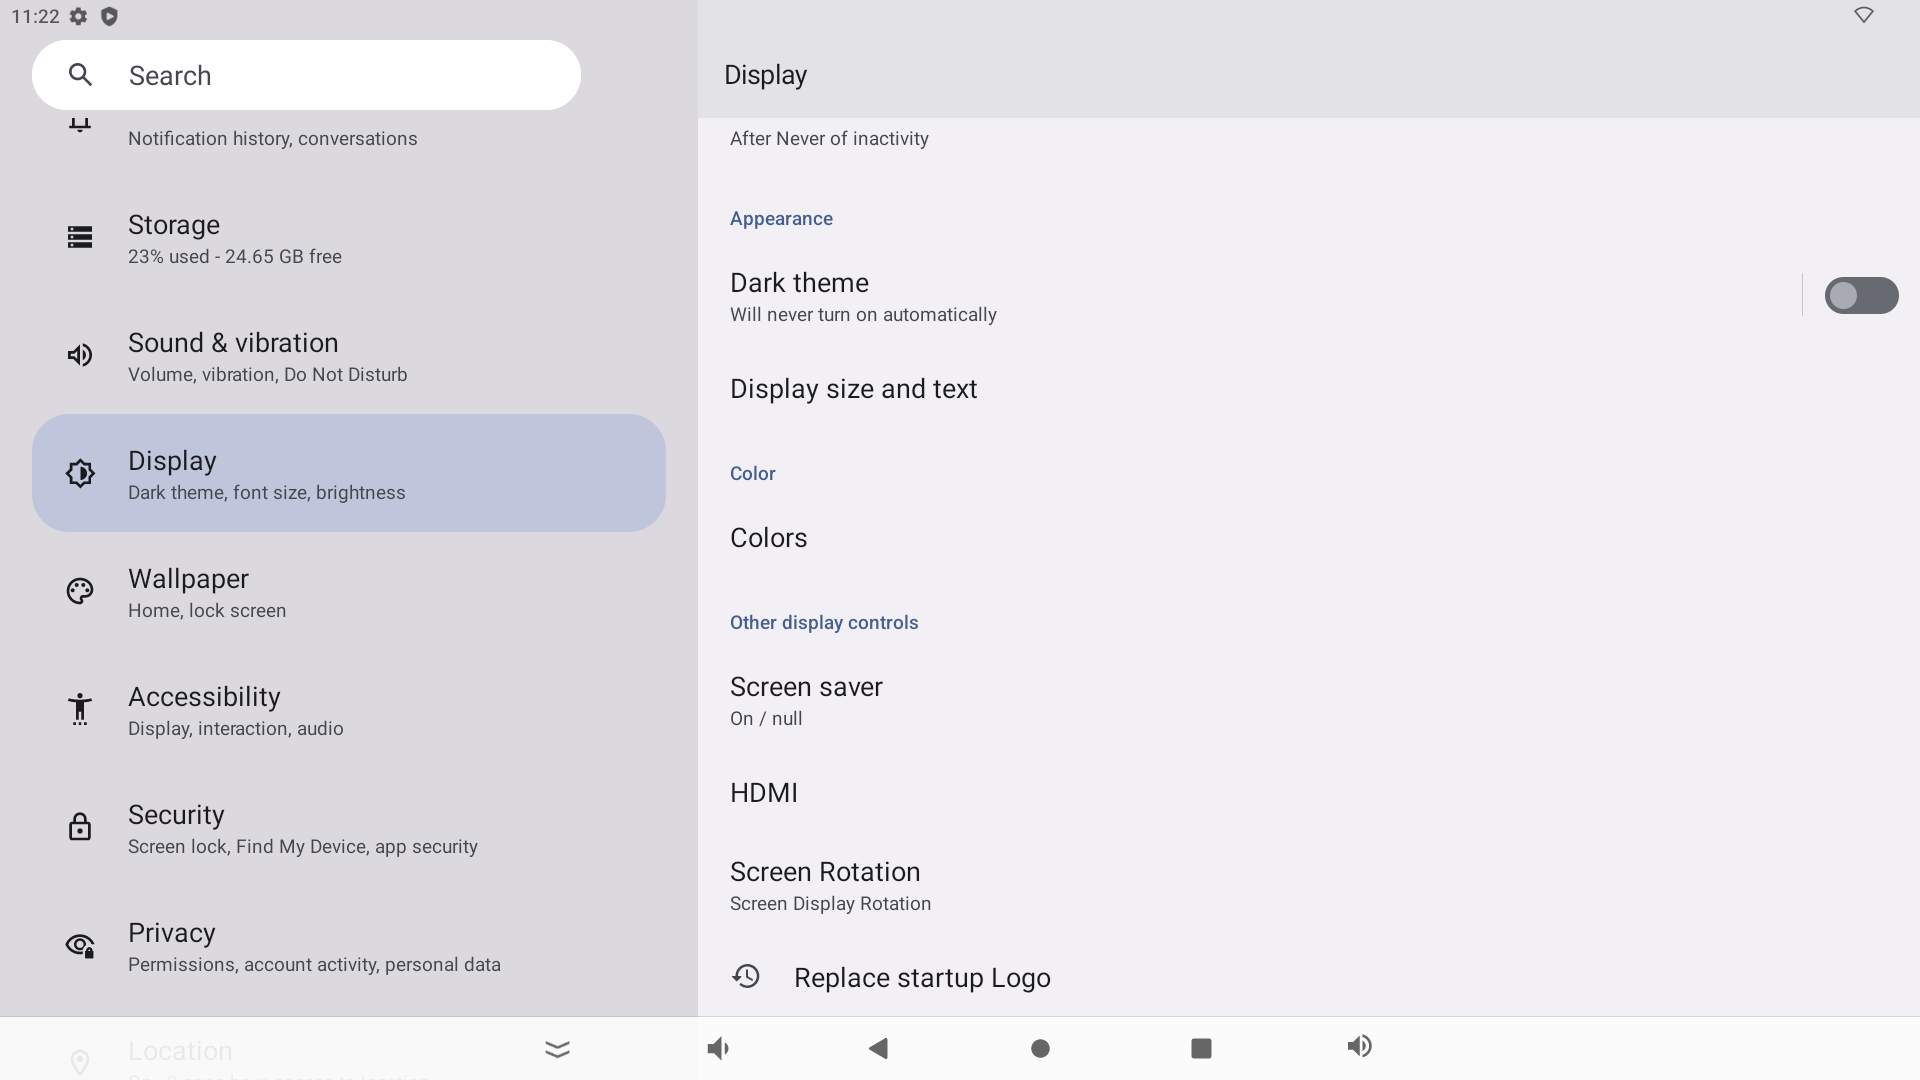 11:22
Search
Notification history, conversations
Storage
23% used - 24.65 GB free
Sound & vibration
Volume, vibration, Do Not Disturb
Display
Dark theme, font size, brightness
Wallpaper
Home, lock screen
Accessibility
Display, interaction, audio
Security
Screen lock, Find My Device, app security
Privacy
Permissions, account activity, personal data
Location
Display
After Never of inactivity
Appearance
Dark theme
Will never turn on automatically
Display size and text
Color
Colors
Other display controls
Screen saver
On / null
HDMI
Screen Rotation
Screen Display Rotation
Replace startup Logo